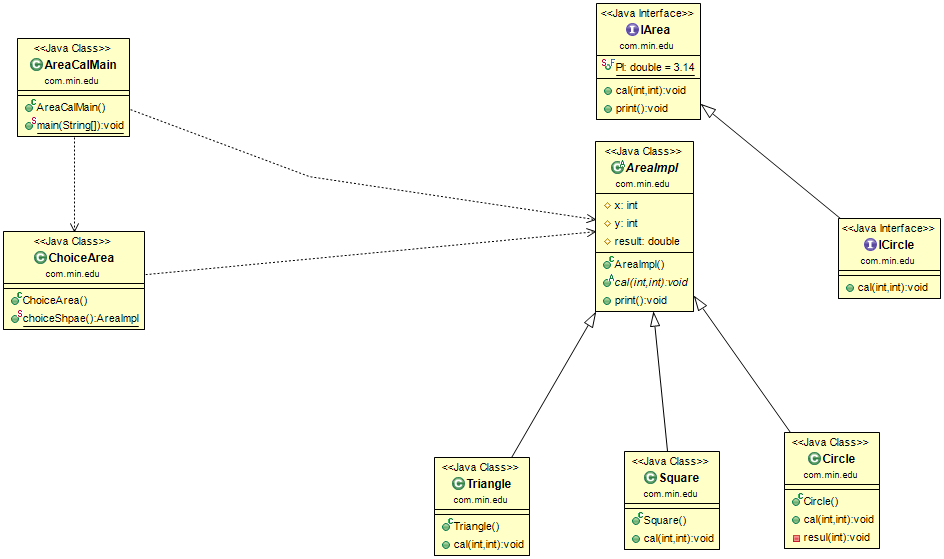 <<Java Class>>
AreaCalMain
com.min.edu
AreaCalMain()
main(String[]):void
<<Java Interface>>
IArea
com.min.edu
PI: double = 3.14
cal(int,int):void
print():void
<<Java Class>>
AreaImpl
com.min.edu
x: int
y: int
result: double
AreaImpl()
cal(int,int):void
print():void
<<Java Interface>>
ICircle
com.min.edu
cal(int,int):void
<<Java Class>>
ChoiceArea
com.min.edu
ChoiceArea()
choiceShpae():AreaImpl
<<Java Class>>
Triangle
com.min.edu
Triangle()
cal(int,int):void
<<Java Class>>
Square
com.min.edu
Square()
cal(int,int):void
<<Java Class>>
Circle
com.min.edu
Circle()
cal(int,int):void
resul(int):void